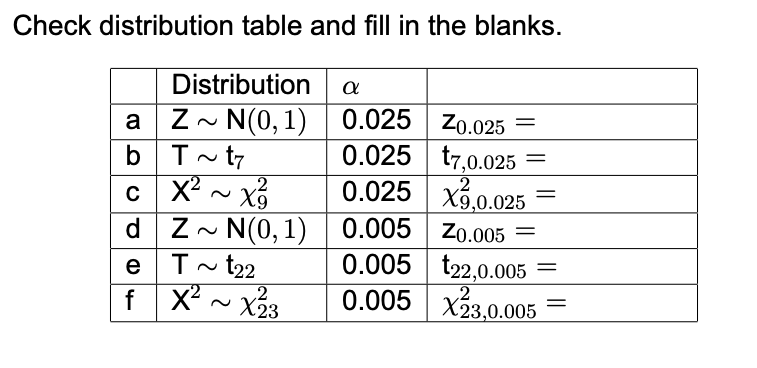 Check distribution table and fill in the blanks.
Distribution α
a Z ∼ N(0, 1) 0.025 z₀.₀₂₅ =
b T ∼ t₇ 0.025 t₇,₀.₀₂₅ =
c X² ∼ χ²₉ 0.025 χ²₉,₀.₀₂₅ =
d Z ∼ N(0, 1) 0.005 z₀.₀₀₅ =
e T ∼ t₂₂ 0.005 t₂₂,₀.₀₀₅ =
f X² ∼ χ²₂₃ 0.005 χ²₂₃,₀.₀₀₅ =